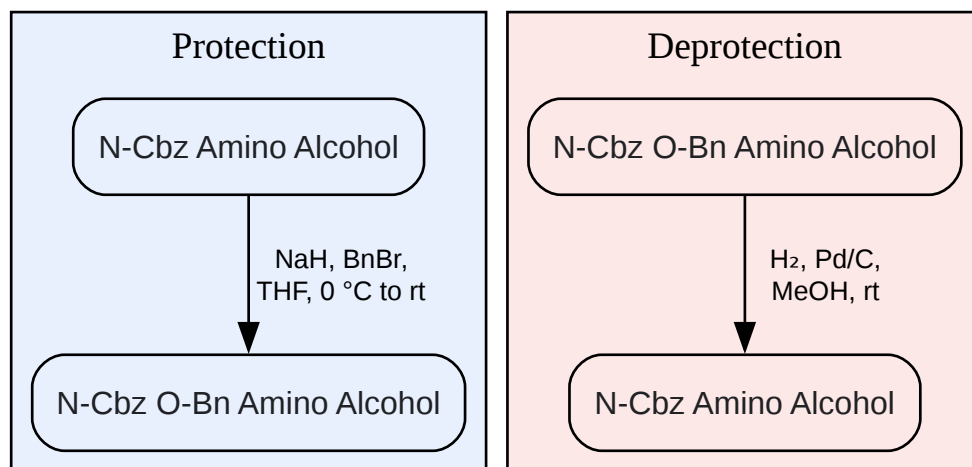 Protection
N-Cbz Amino Alcohol
NaH, BnBr,
THF, 0 °C to rt
N-Cbz O-Bn Amino Alcohol
Deprotection
N-Cbz O-Bn Amino Alcohol
H₂, Pd/C,
MeOH, rt
N-Cbz Amino Alcohol